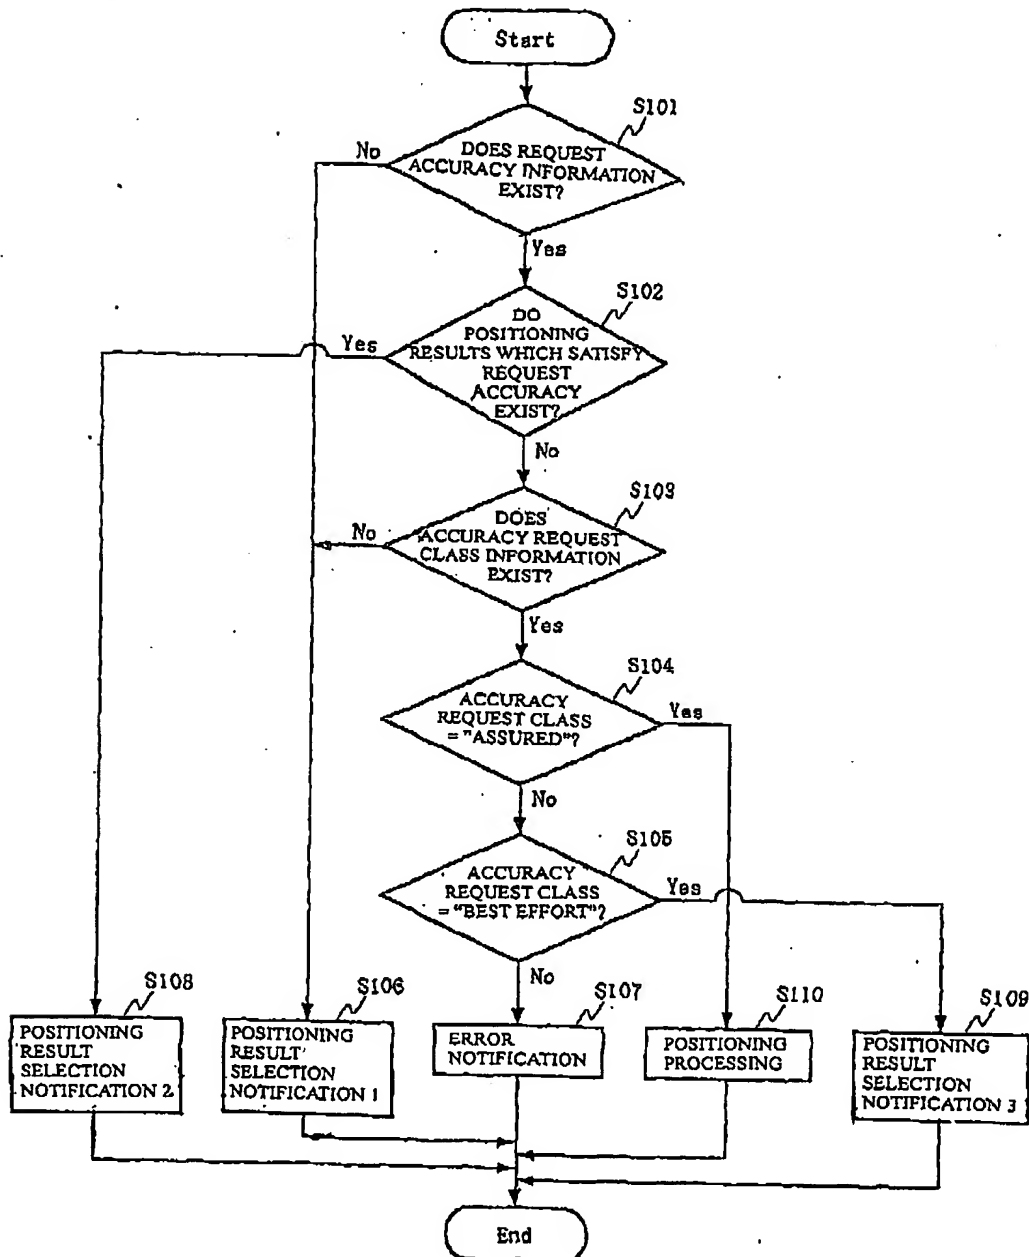 Start
S101
No
DOES REQUEST
ACCURACY INFORMATION
EXIST?
Yes
S102
Yes
DO
POSITIONING
RESULTS WHICH SATISFY
REQUEST
ACCURACY
EXIST?
No
S103
No
DOES
ACCURACY REQUEST
CLASS INFORMATION
EXIST?
Yes
S104
ACCURACY
REQUEST CLASS
= "ASSURED"?
Yes
No
S105
ACCURACY
REQUEST CLASS
= "BEST EFFORT"?
Yes
No
S108
POSITIONING
RESULT
SELECTION
NOTIFICATION 2
S106
POSITIONING
RESULT
SELECTION
NOTIFICATION 1
S107
ERROR
NOTIFICATION
S110
POSITIONING
PROCESSING
S109
POSITIONING
RESULT
SELECTION
NOTIFICATION 3
End